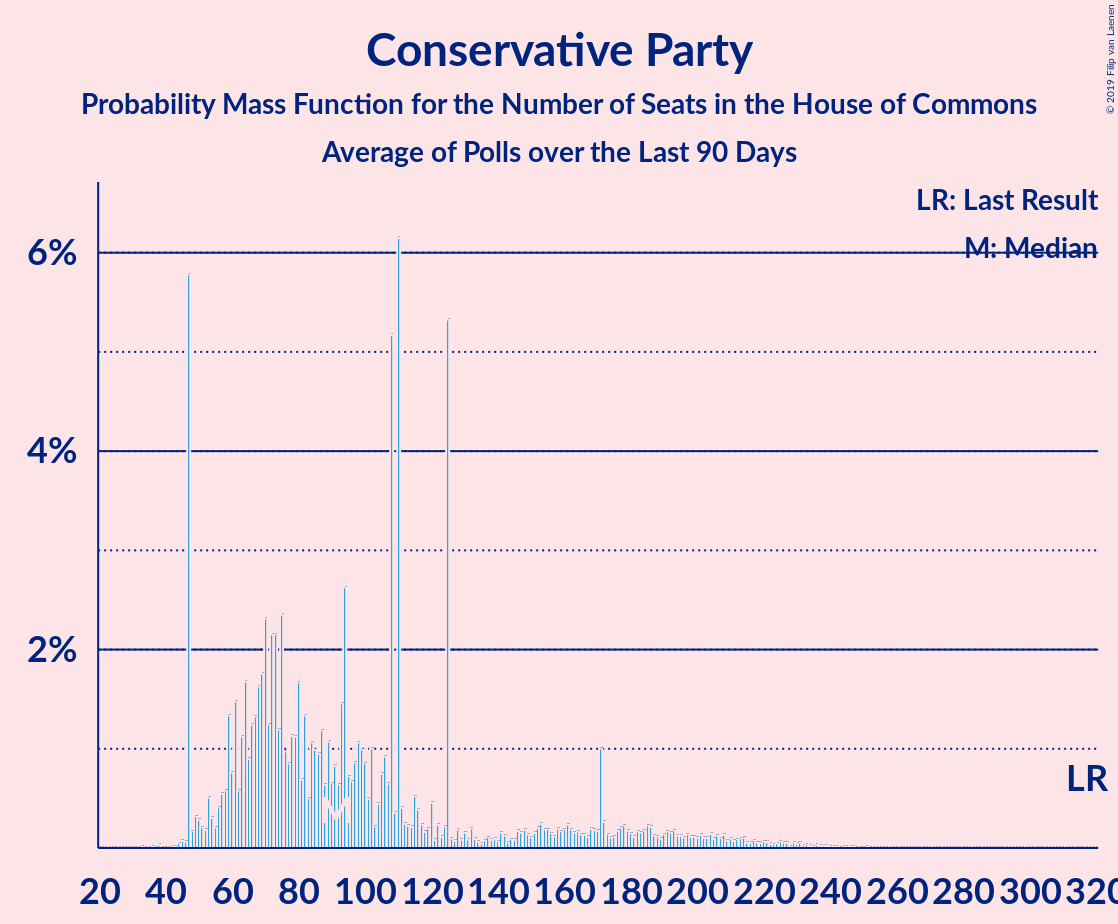 Conservative Party
Probability Mass Function for the Number of Seats in the House of Commons
Average of Polls over the Last 90 Days
© 2019 Filip van Laenen
LR: Last Result
M: Median
6%
4%
2%
LR
M
20 40 60 80 100 120 140 160 180 200 220 240 260 280 300 320